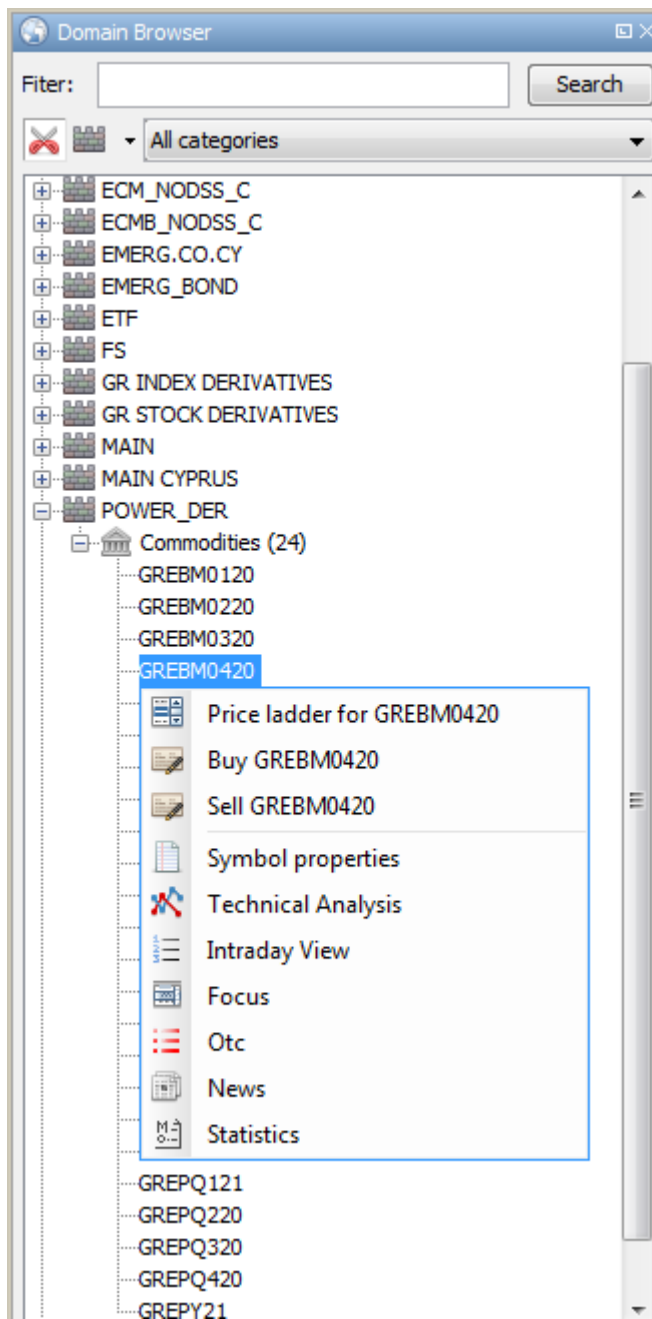 Domain Browser
Fiter:
Search
All categories
ECM_NODSS_C
ECMB_NODSS_C
EMERG.CO.CY
EMERG_BOND
ETF
FS
GR INDEX DERIVATIVES
GR STOCK DERIVATIVES
MAIN
MAIN CYPRUS
POWER_DER
Commodities (24)
GREBM0120
GREBM0220
GREBM0320
GREBM0420
Price ladder for GREBM0420
Buy GREBM0420
Sell GREBM0420
Symbol properties
Technical Analysis
Intraday View
Focus
Otc
News
Statistics
GREPQ121
GREPQ220
GREPQ320
GREPQ420
GREPY21